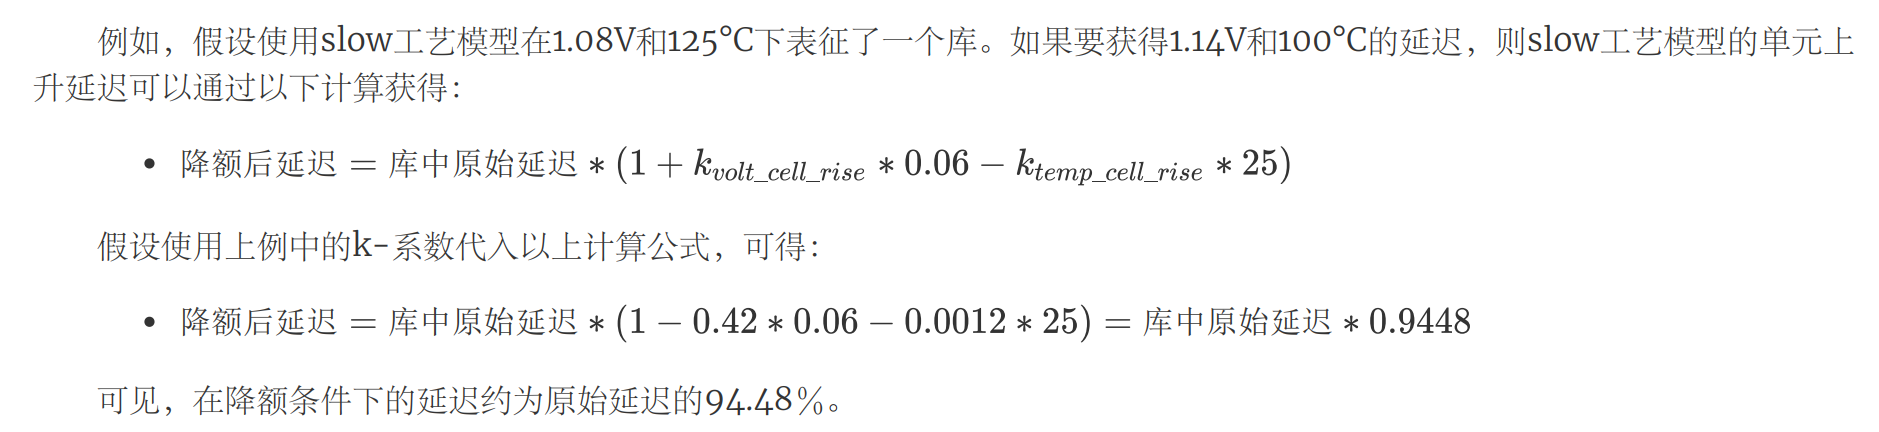 例如，假设使用slow工艺模型在1.08V和125°C下表征了一个库。如果要获得1.14V和100°C的延迟，则slow工艺模型的单元上
升延迟可以通过以下计算获得：
• 降额后延迟 = 库中原始延迟 ∗ (1 + k_{volt\_cell\_rise} ∗ 0.06 − k_{temp\_cell\_rise} ∗ 25)
假设使用上例中的k-系数代入以上计算公式，可得：
• 降额后延迟 = 库中原始延迟 ∗ (1 − 0.42 ∗ 0.06 − 0.0012 ∗ 25) = 库中原始延迟 ∗ 0.9448
可见，在降额条件下的延迟约为原始延迟的94.48%。